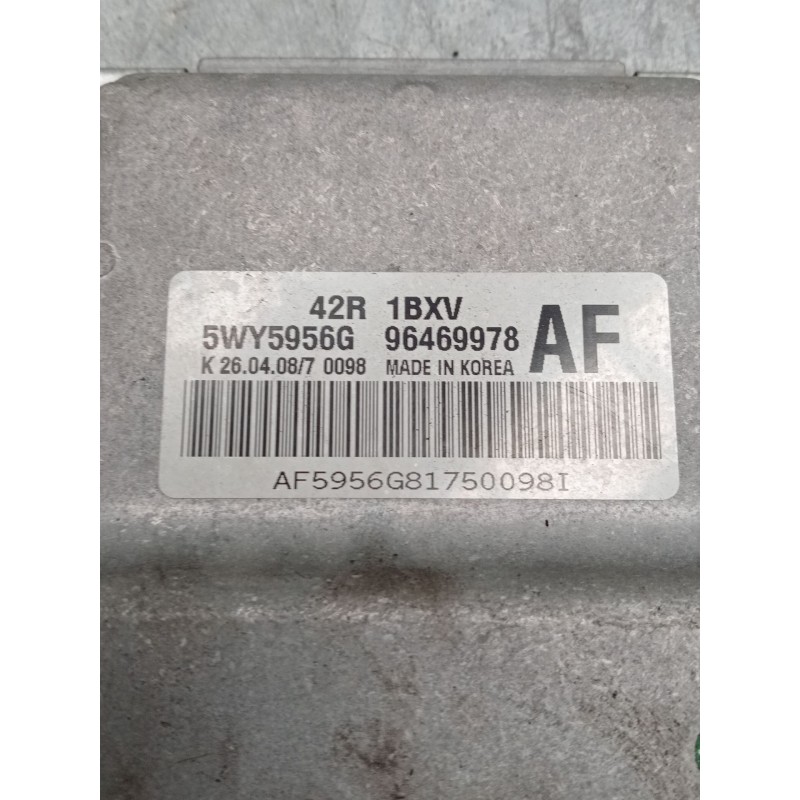 42R 1BXV
5WY5956G 96469978 AF
K 26.04.08/7 0098 MADE IN KOREA
AF5956G81750098I